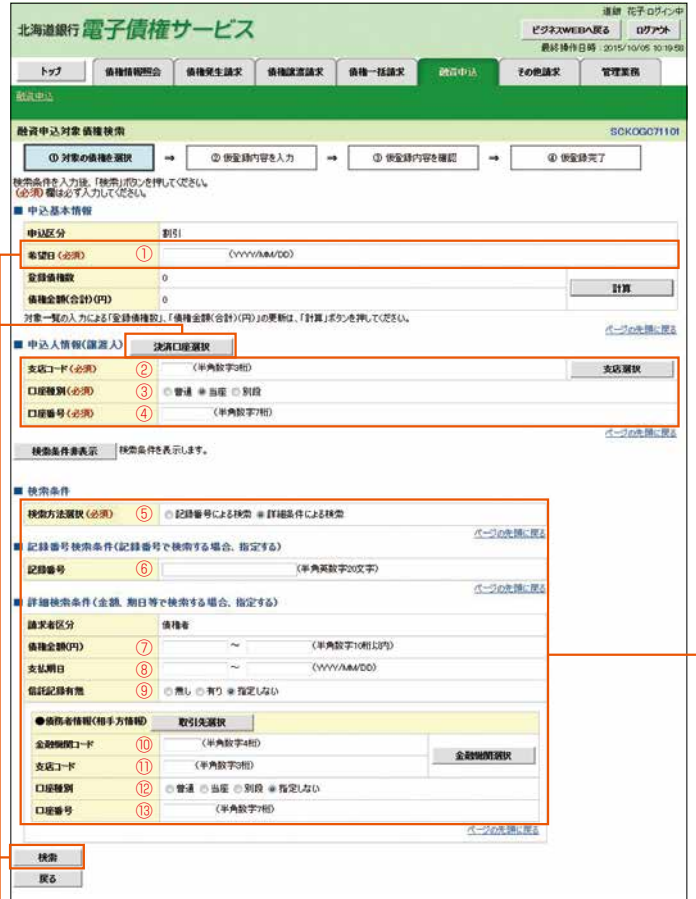 道銀 花子 ログイン中
北海道銀行 電子債権サービス
ビジネスWEBへ戻る ログアウト
最終操作日時：2015/10/05 10:19:58
トップ 債権情報照会 債権発生請求 債権譲渡請求 債権一括請求 融資申込 その他請求 管理業務
融資申込
融資申込対象債権検索 SCKOGC71101
① 対象の債権を選択 ⇒ ② 仮登録内容を入力 ⇒ ③ 仮登録内容を確認 ⇒ ④ 仮登録完了
検索条件を入力後、「検索」ボタンを押してください。
(必須)欄は必ず入力してください。
■ 申込基本情報
申込区分 割引
希望日(必須) ① (YYYY/MM/DD)
登録債権数 0
計算
債権金額(合計)(円) 0
対象一覧の入力による「登録債権数」、「債権金額(合計)(円)」の更新は、「計算」ボタンを押してください。
ページの先頭に戻る
■ 申込人情報(譲渡人) 決済口座選択
支店コード(必須) ② (半角数字3桁) 支店選択
口座種別(必須) ③ 普通 当座 別段
口座番号(必須) ④ (半角数字7桁)
ページの先頭に戻る
検索条件非表示 検索条件を表示します。
■ 検索条件
検索方法選択(必須) ⑤ 記録番号による検索 詳細条件による検索
ページの先頭に戻る
■ 記録番号検索条件(記録番号で検索する場合、指定する)
記録番号 ⑥ (半角英数字20文字)
ページの先頭に戻る
■ 詳細検索条件(金額、期日等で検索する場合、指定する)
請求者区分 債権者
債権金額(円) ⑦ ～ (半角数字10桁以内)
支払期日 ⑧ ～ (YYYY/MM/DD)
信託記録有無 ⑨ 無し 有り 指定しない
●債務者情報(相手方情報) 取引先選択
金融機関コード ⑩ (半角数字4桁)
金融機関選択
支店コード ⑪ (半角数字3桁)
口座種別 ⑫ 普通 当座 別段 指定しない
口座番号 ⑬ (半角数字7桁)
ページの先頭に戻る
検索
戻る